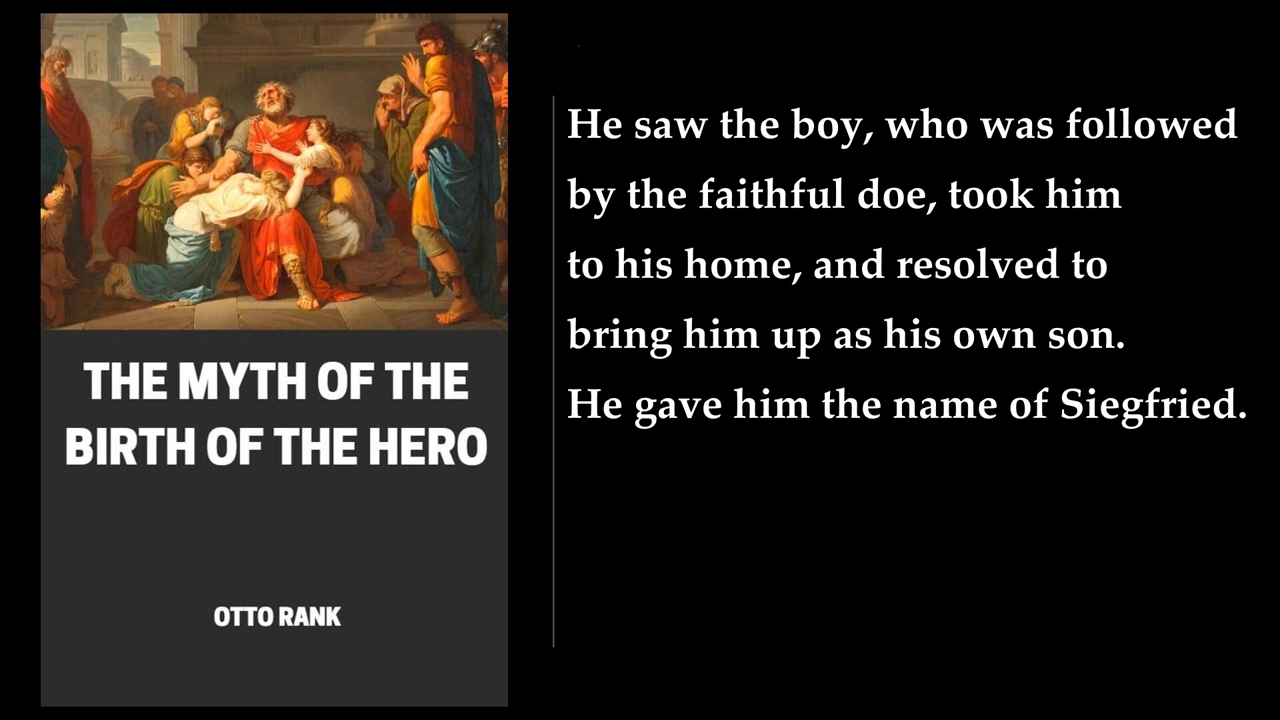 THE MYTH OF THE
BIRTH OF THE HERO
OTTO RANK
He saw the boy, who was followed
by the faithful doe, took him
to his home, and resolved to
bring him up as his own son.
He gave him the name of Siegfried.